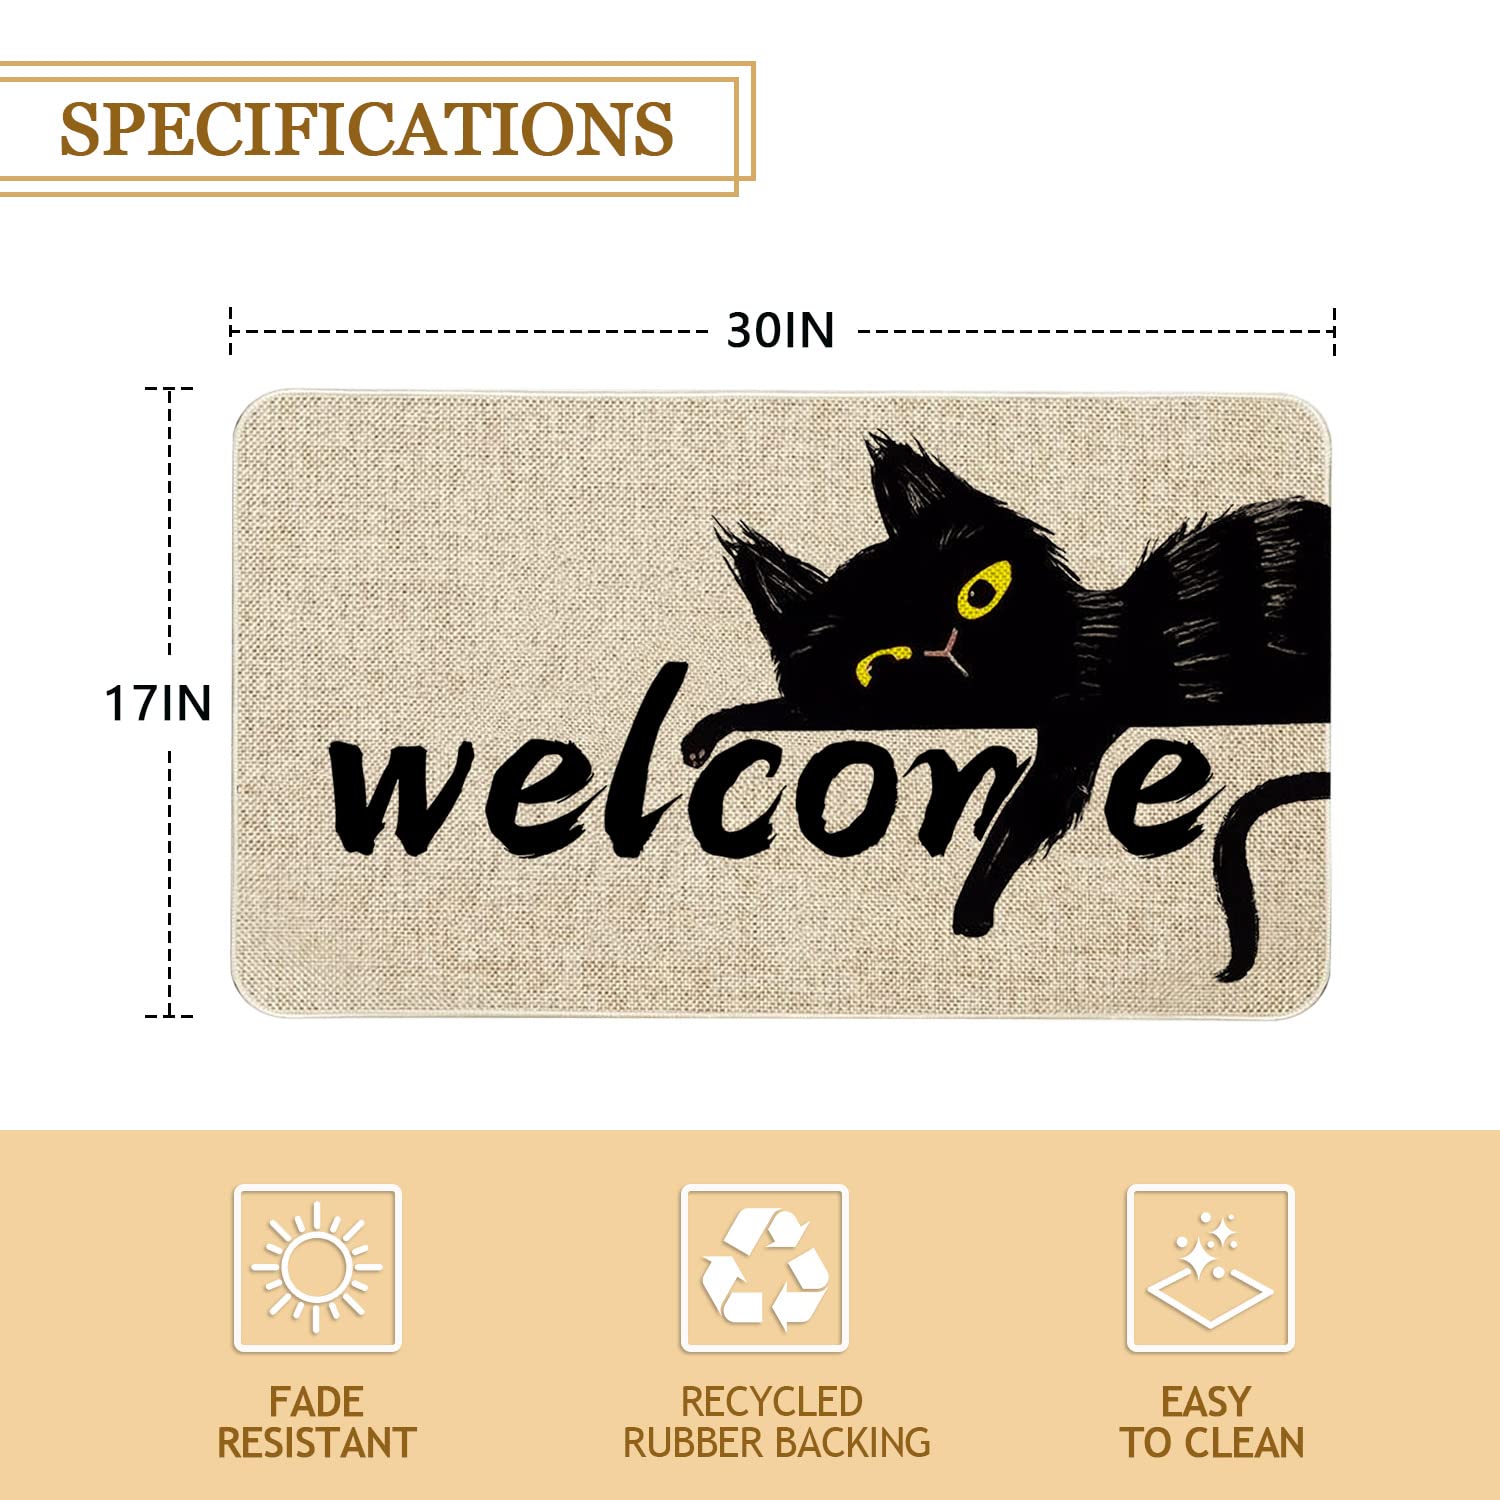 SPECIFICATIONS
30IN
17IN
welcome
FADE
RESISTANT
RECYCLED
RUBBER BACKING
EASY
TO CLEAN